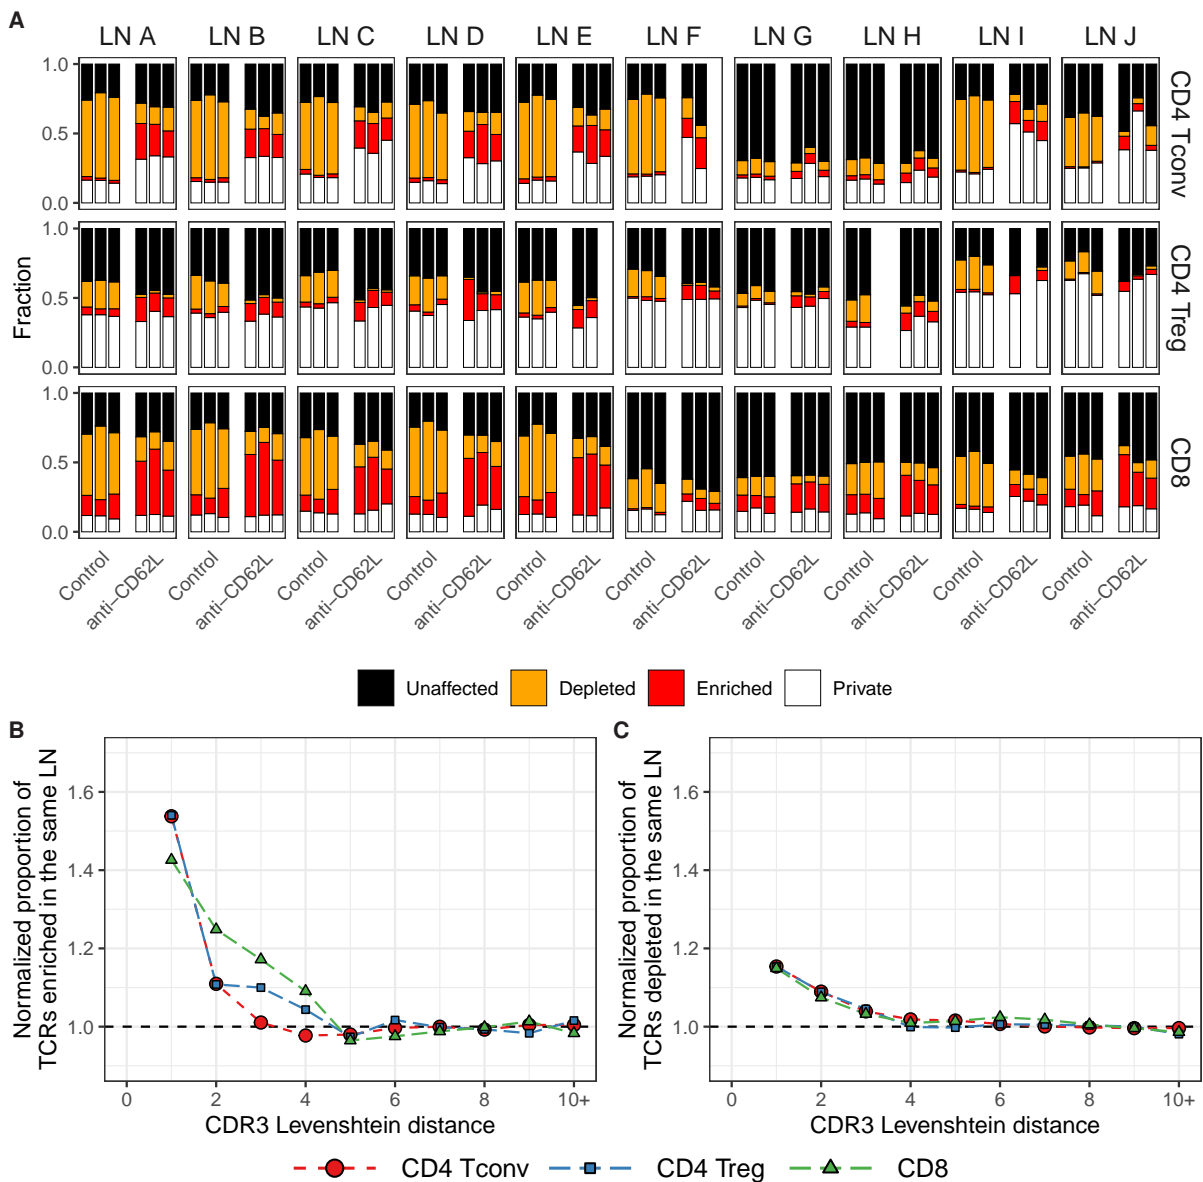 A
LN A LN B LN C LN D LN E LN F LN G LN H LN I LN J
1.0
0.5
0.0
CD4 Tconv
1.0
0.5
0.0
CD4 Treg
Fraction
1.0
0.5
0.0
CD8
Control anti-CD62L Control anti-CD62L Control anti-CD62L Control anti-CD62L Control anti-CD62L Control anti-CD62L Control anti-CD62L Control anti-CD62L Control anti-CD62L Control anti-CD62L
Unaffected Depleted Enriched Private
B
Normalized proportion of
TCRs enriched in the same LN
1.6
1.4
1.2
1.0
0 2 4 6 8 10+
CDR3 Levenshtein distance
C
Normalized proportion of
TCRs depleted in the same LN
1.6
1.4
1.2
1.0
0 2 4 6 8 10+
CDR3 Levenshtein distance
CD4 Tconv CD4 Treg CD8